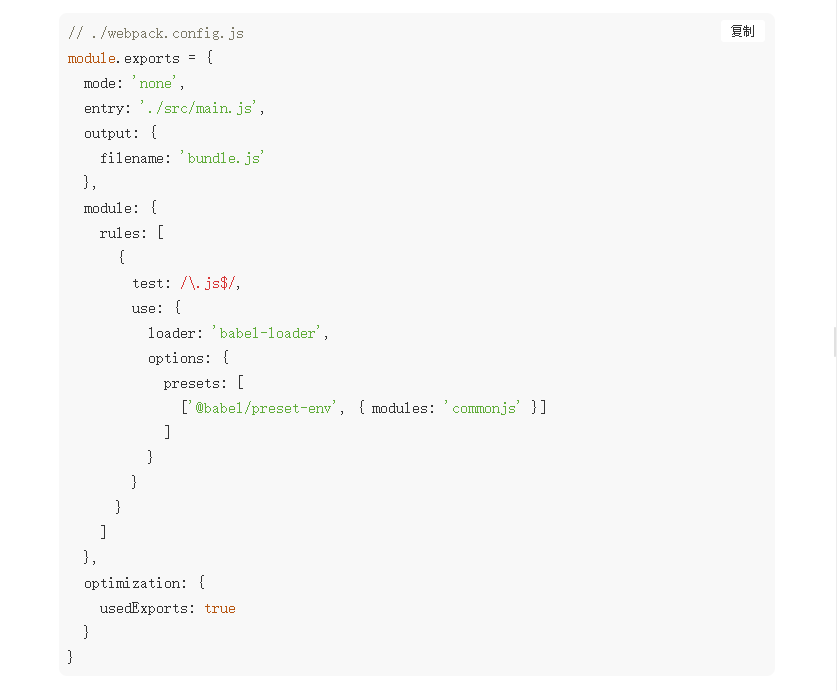 // ./webpack.config.js
复制
module.exports = {
  mode: 'none',
  entry: './src/main.js',
  output: {
    filename: 'bundle.js'
  },
  module: {
    rules: [
      {
        test: /\.js$/,
        use: {
          loader: 'babel-loader',
          options: {
            presets: [
              ['@babel/preset-env', { modules: 'commonjs' }]
            ]
          }
        }
      }
    ]
  },
  optimization: {
    usedExports: true
  }
}